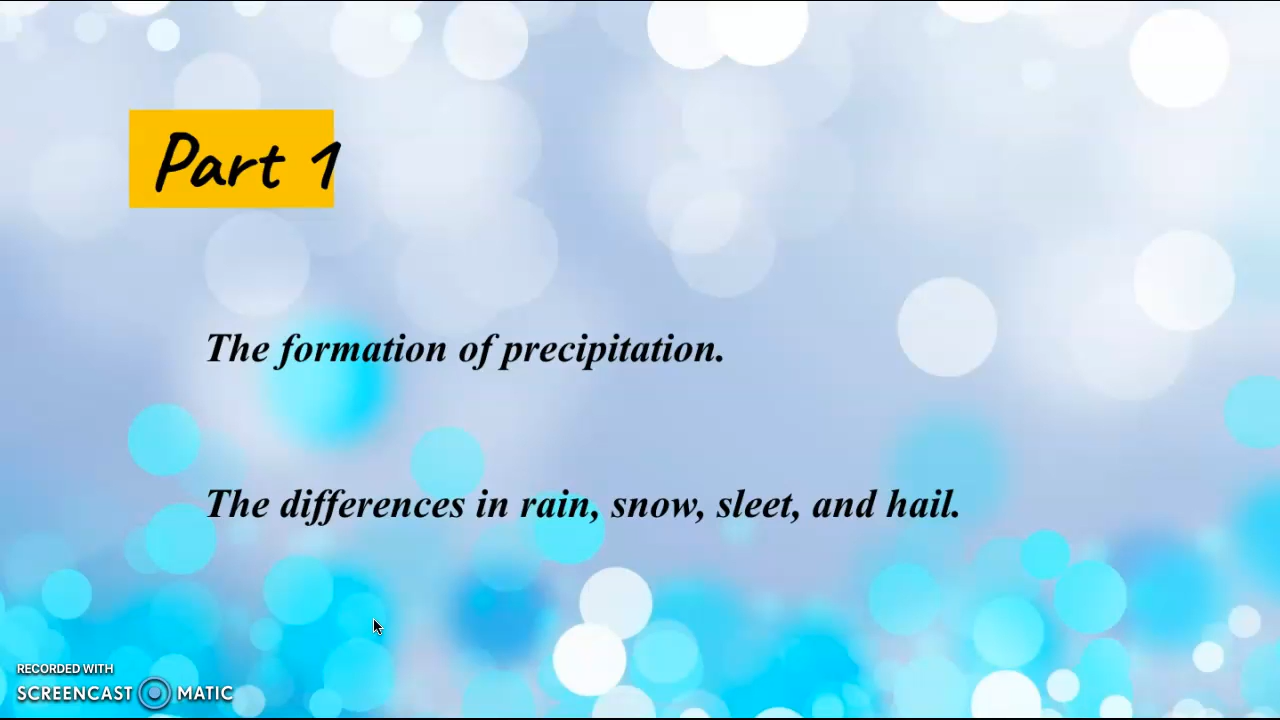 Part 1
The formation of precipitation.
The differences in rain, snow, sleet, and hail.
RECORDED WITH
SCREENCAST MATIC